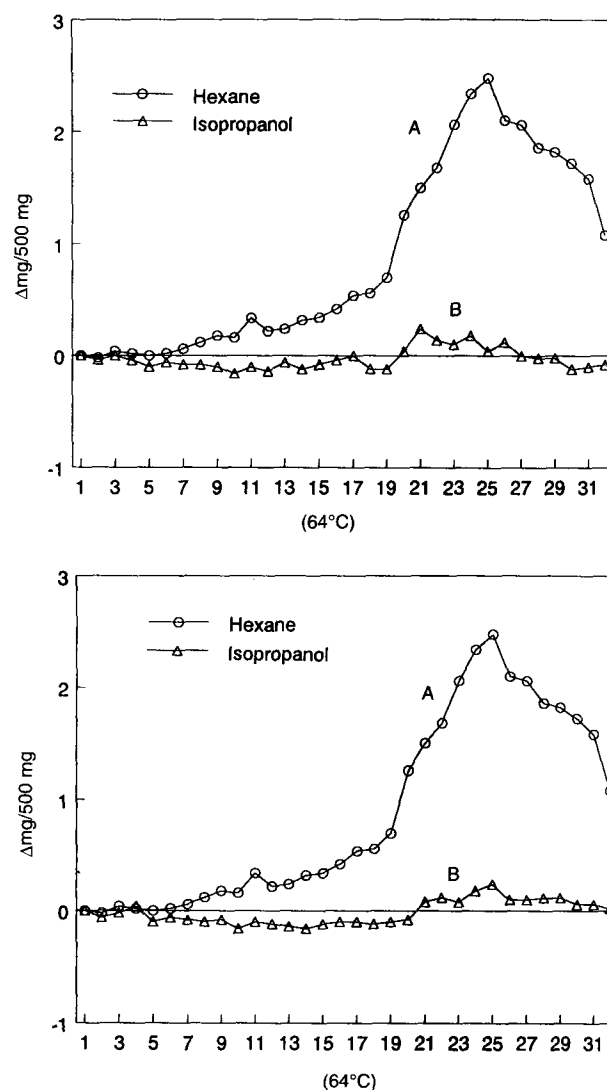 3
Hexane
Isopropanol
A
2
Δmg/500 mg
1
B
0
-1
1 3 5 7 9 11 13 15 17 19 21 23 25 27 29 31
(64°C)
3
Hexane
Isopropanol
A
2
Δmg/500 mg
1
B
0
-1
1 3 5 7 9 11 13 15 17 19 21 23 25 27 29 31
(64°C)